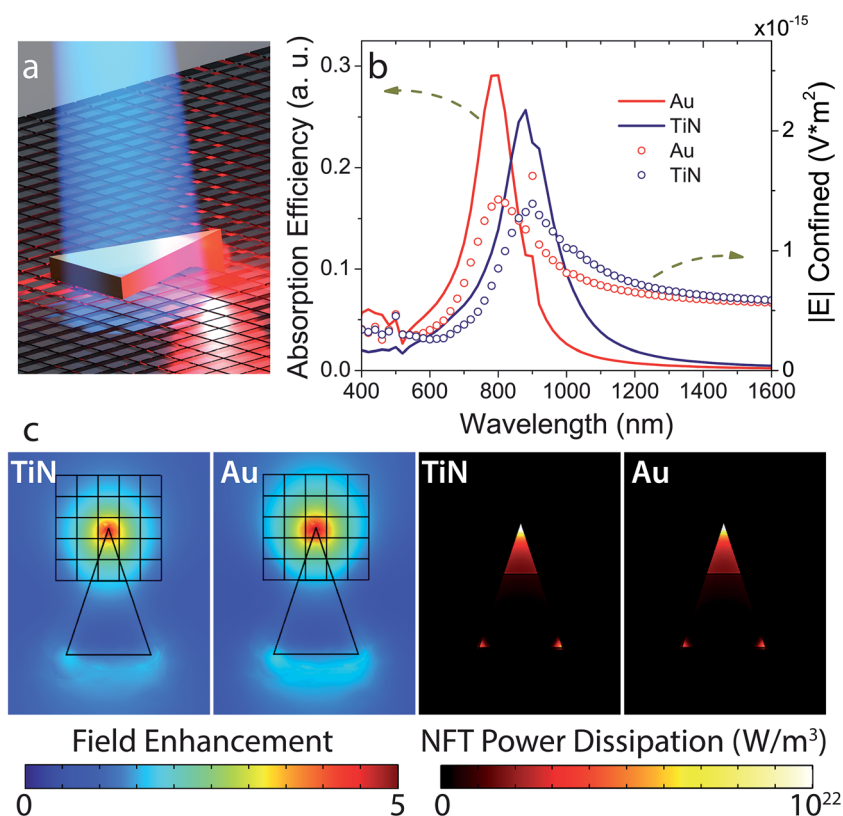 a
b
x10⁻¹⁵
0.3
0.2
0.1
0.0
Absorption Efficiency (a. u.)
Au
TiN
Au
TiN
2
1
0
|E| Confined (V*m²)
400 600 800 1000 1200 1400 1600
Wavelength (nm)
c
TiN Au TiN Au
Field Enhancement
0 5
NFT Power Dissipation (W/m³)
0 10²²